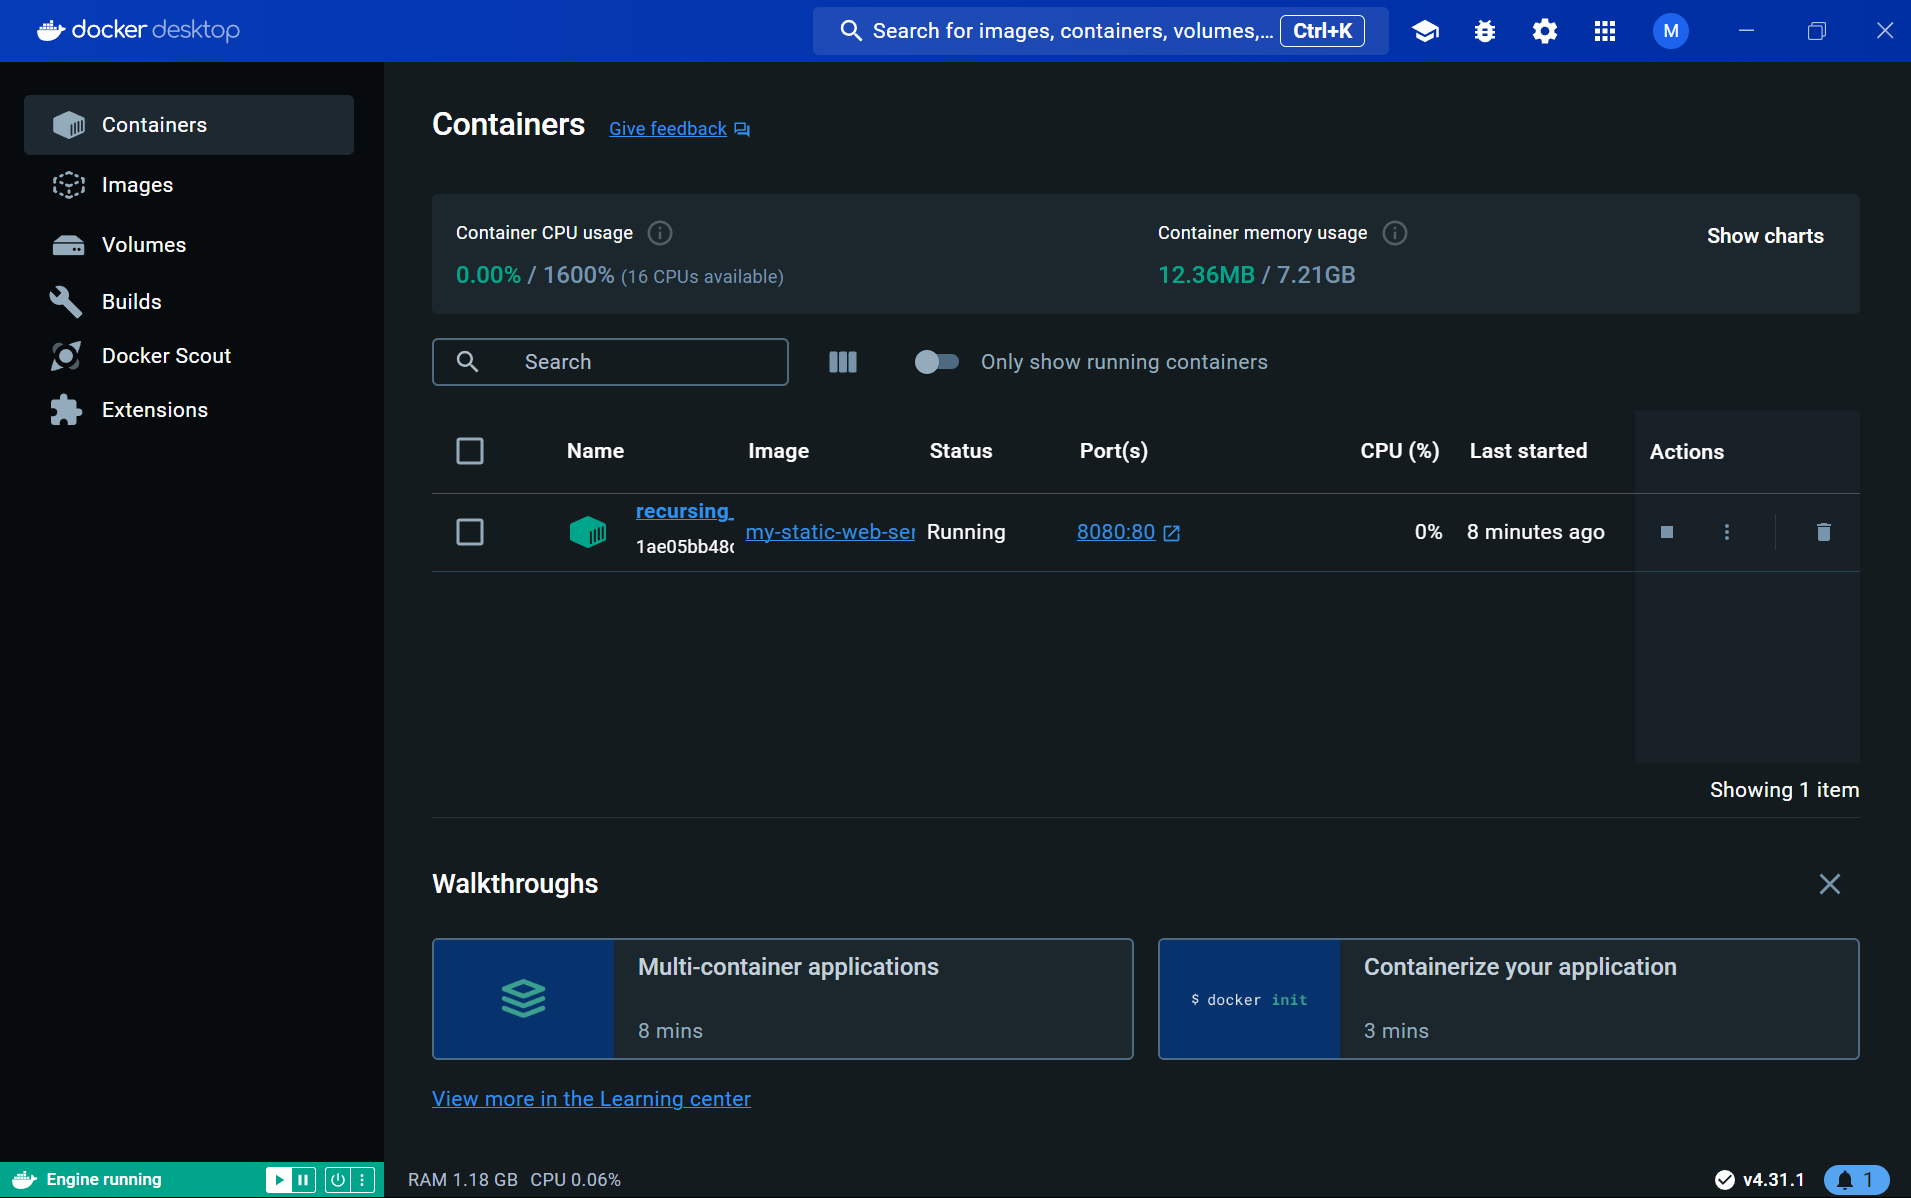 docker desktop
Search for images, containers, volumes,... Ctrl+K
M
Containers
Images
Volumes
Builds
Docker Scout
Extensions
Containers Give feedback
Container CPU usage
0.00% / 1600% (16 CPUs available)
Container memory usage
12.36MB / 7.21GB
Show charts
Search
Only show running containers
Name Image Status Port(s) CPU (%) Last started Actions
recursing_
1ae05bb48c
my-static-web-ser Running 8080:80 0% 8 minutes ago
Showing 1 item
Walkthroughs
Multi-container applications
8 mins
$ docker init
Containerize your application
3 mins
View more in the Learning center
Engine running
RAM 1.18 GB CPU 0.06%
v4.31.1
1